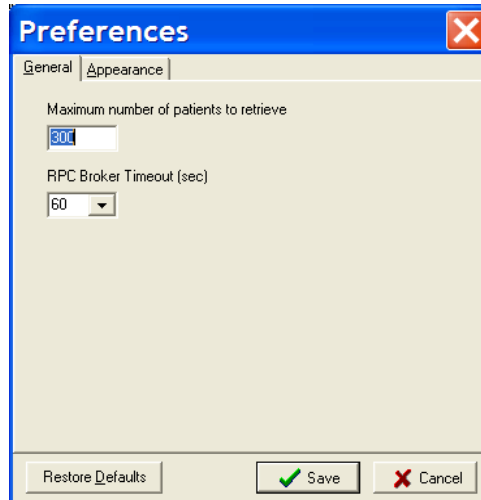 Preferences
General Appearance
Maximum number of patients to retrieve
300
RPC Broker Timeout (sec)
60
Restore Defaults Save Cancel